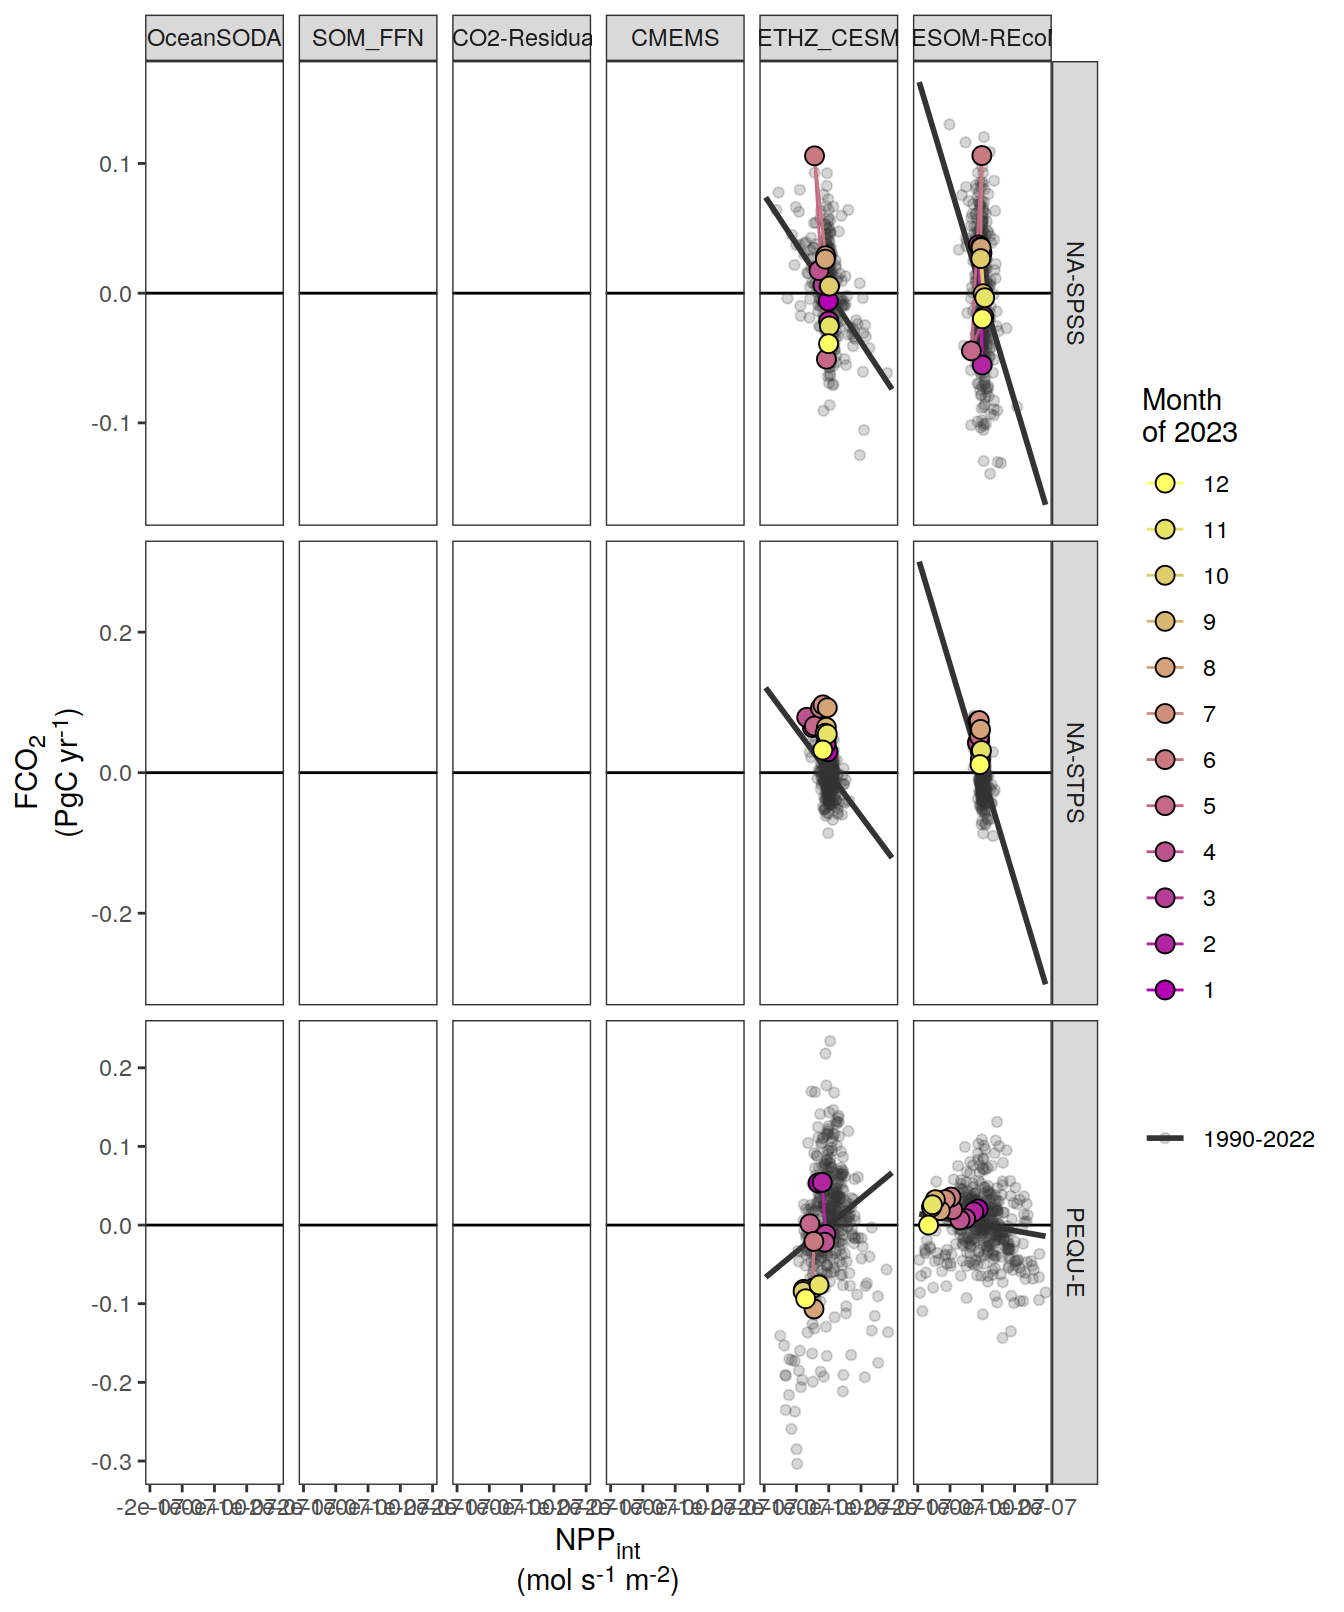 OceanSODA SOM_FFN CO2-Residua CMEMS ETHZ_CESM ESOM-REcol
0.1
0.0
-0.1
NA-SPSS
0.2
0.0
-0.2
NA-STPS
0.2
0.1
0.0
-0.1
-0.2
-0.3
PEQU-E
FCO2
(PgC yr-1)
NPPint
(mol s-1 m-2)
Month
of 2023
12
11
10
9
8
7
6
5
4
3
2
1
1990-2022